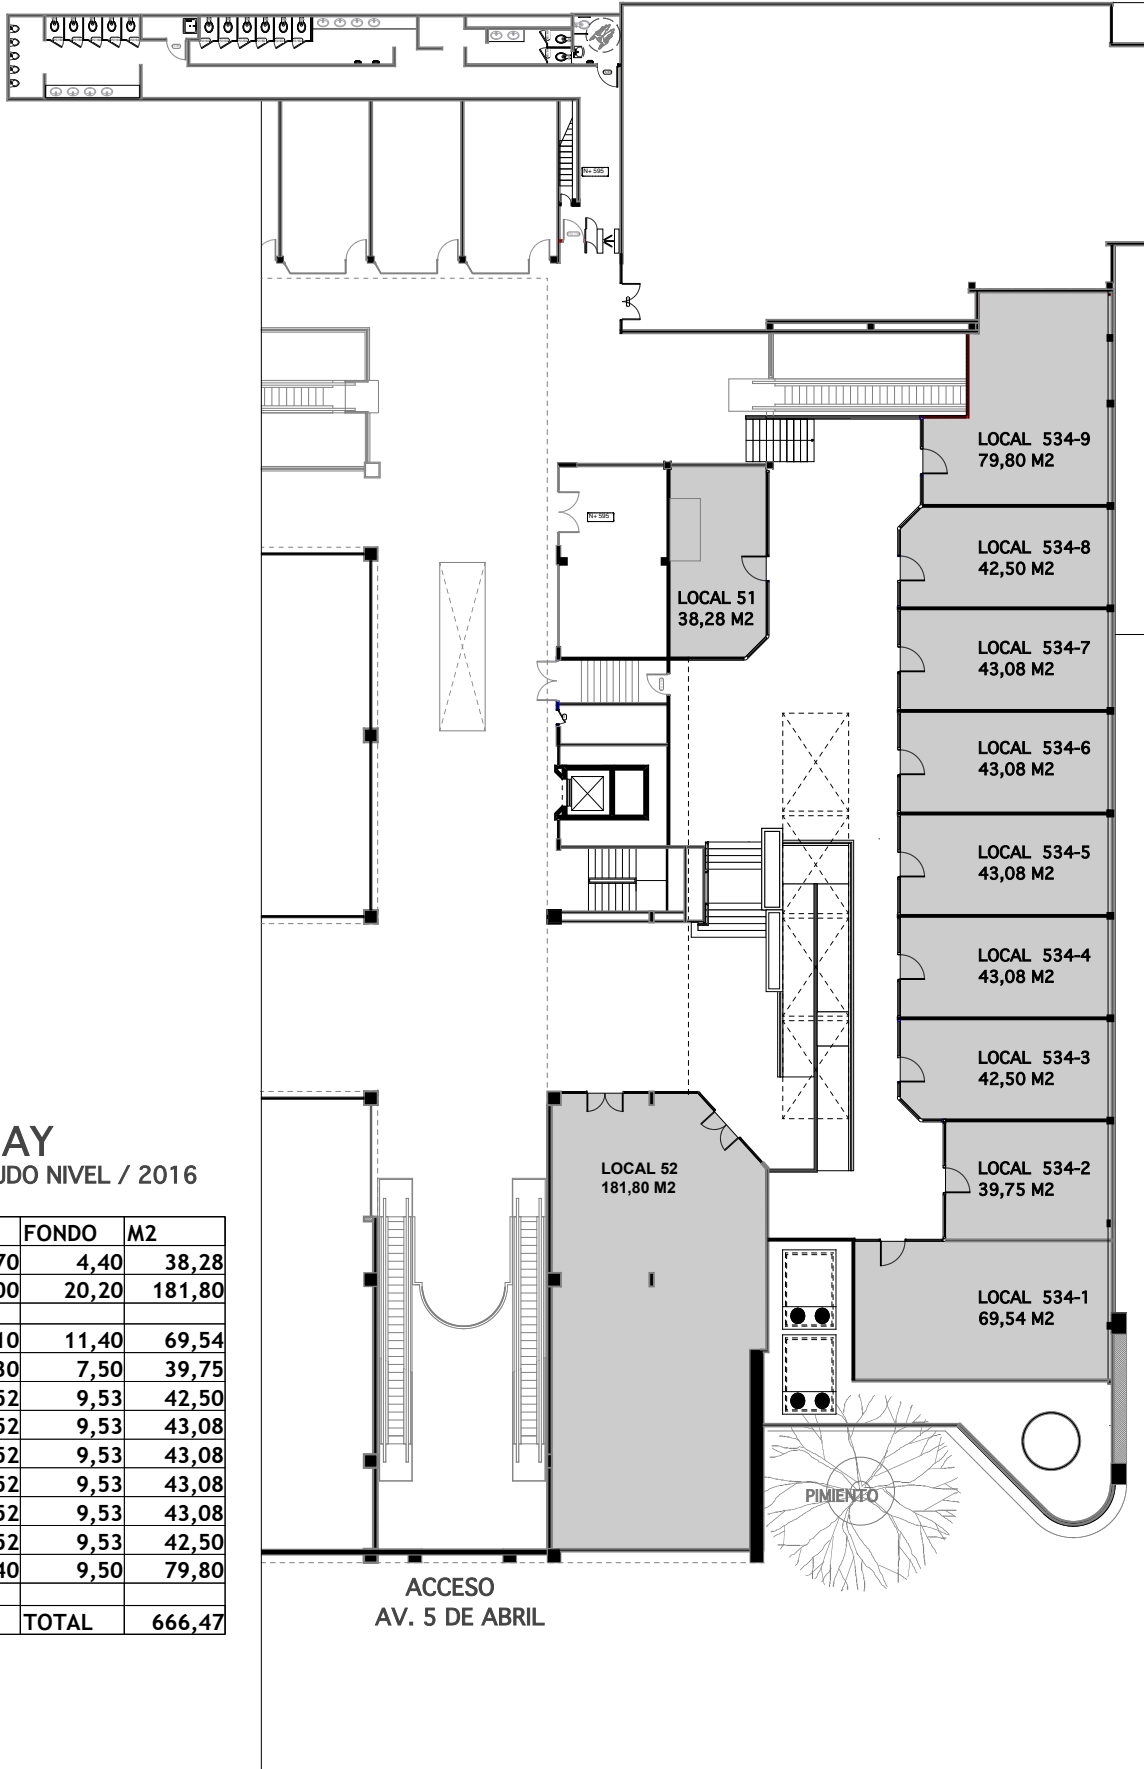 N+ 595
LOCAL 534-9
79,80 M2
N+ 595
LOCAL 534-8
42,50 M2
LOCAL 51
38,28 M2
LOCAL 534-7
43,08 M2
LOCAL 534-6
43,08 M2
LOCAL 534-5
43,08 M2
LOCAL 534-4
43,08 M2
LOCAL 534-3
42,50 M2
LOCAL 52
181,80 M2
LOCAL 534-2
39,75 M2
LOCAL 534-1
69,54 M2
PIMIENTO
ACCESO
AV. 5 DE ABRIL
AY
UDO NIVEL / 2016
FONDO M2
70 4,40 38,28
00 20,20 181,80
10 11,40 69,54
30 7,50 39,75
52 9,53 42,50
52 9,53 43,08
52 9,53 43,08
52 9,53 43,08
52 9,53 43,08
52 9,53 42,50
40 9,50 79,80
TOTAL 666,47